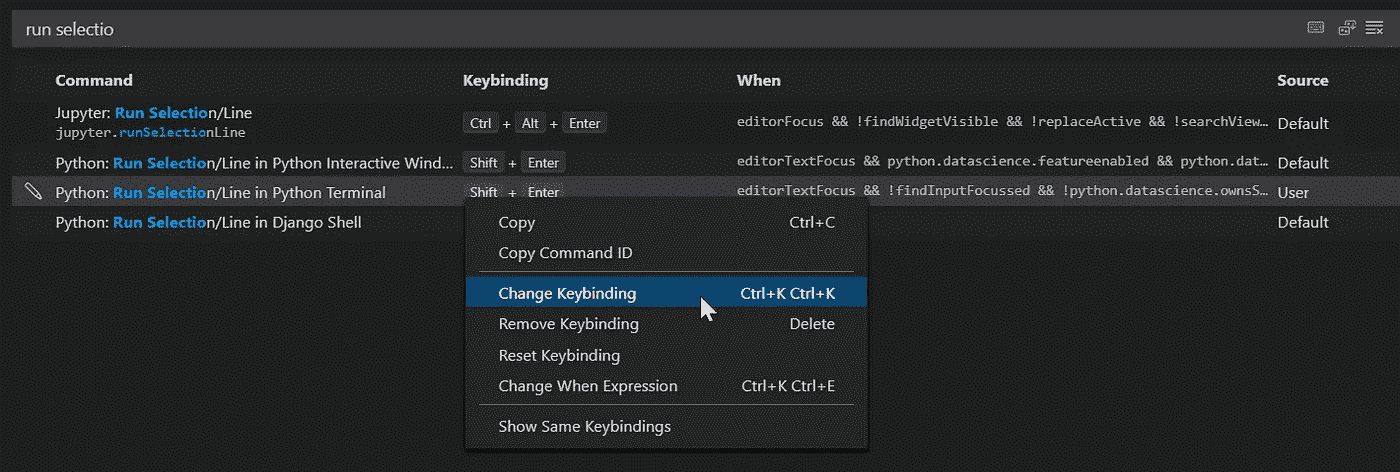 run selectio
Command Keybinding When Source
Jupyter: Run Selection/Line
jupyter.runSelectionLine
Ctrl + Alt + Enter editorFocus && !findWidgetVisible && !replaceActive && !searchView… Default
Python: Run Selection/Line in Python Interactive Wind... Shift + Enter editorTextFocus && python.datascience.featureenabled && python.dat… Default
Python: Run Selection/Line in Python Terminal Shift + Enter editorTextFocus && !findInputFocussed && !python.datascience.ownsS… User
Python: Run Selection/Line in Django Shell Default
Copy Ctrl+C
Copy Command ID
Change Keybinding Ctrl+K Ctrl+K
Remove Keybinding Delete
Reset Keybinding
Change When Expression Ctrl+K Ctrl+E
Show Same Keybindings